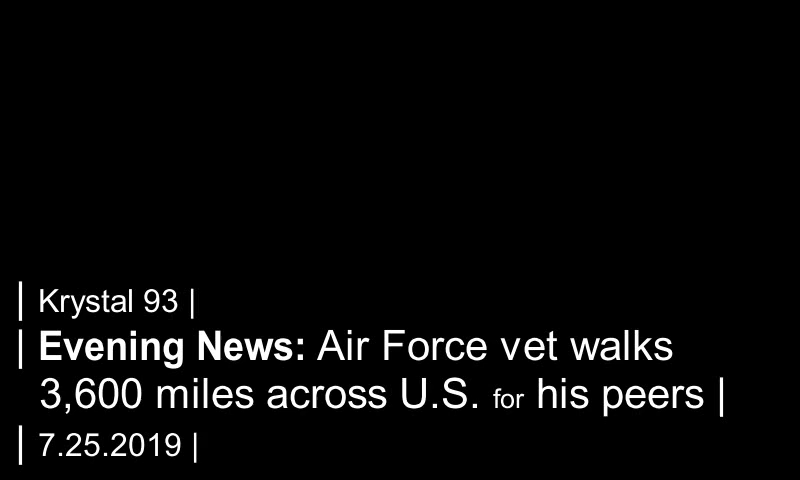 | Krystal 93 |
| Evening News: Air Force vet walks
3,600 miles across U.S. for his peers |
| 7.25.2019 |